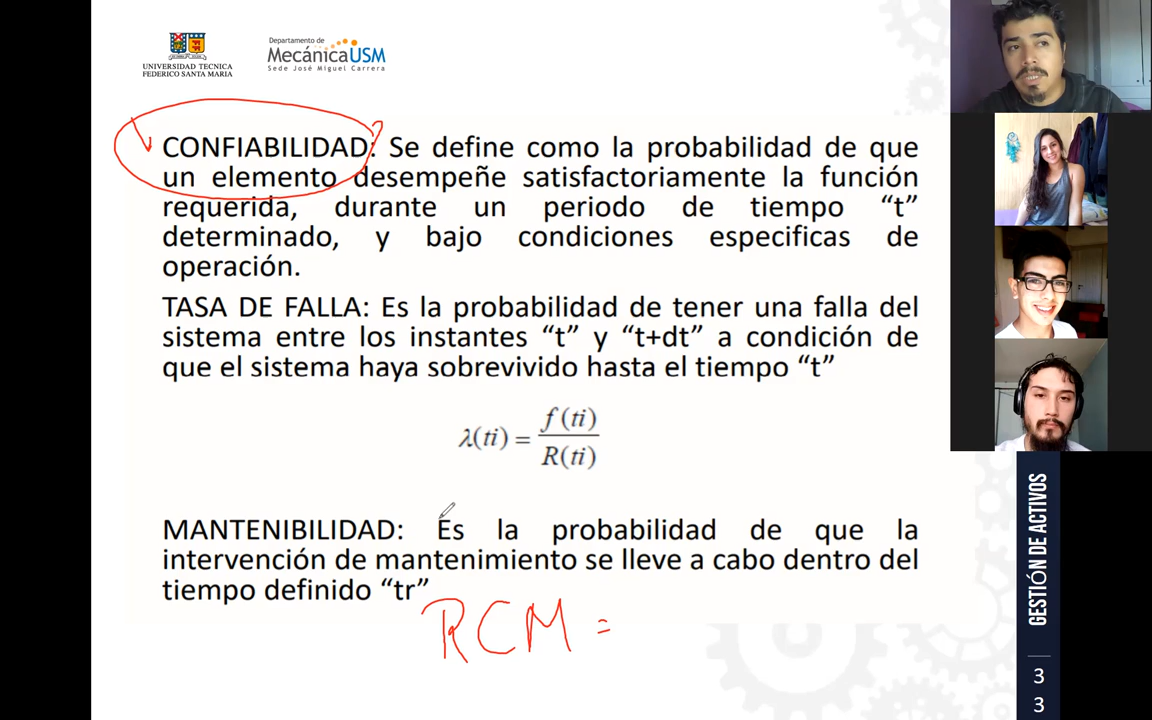 UNIVERSIDAD TECNICA
FEDERICO SANTA MARIA
Departamento de
MecánicaUSM
Sede José Miguel Carrera
CONFIABILIDAD: Se define como la probabilidad de que
un elemento desempeñe satisfactoriamente la función
requerida, durante un periodo de tiempo “t”
determinado, y bajo condiciones especificas de
operación.
TASA DE FALLA: Es la probabilidad de tener una falla del
sistema entre los instantes “t” y “t+dt” a condición de
que el sistema haya sobrevivido hasta el tiempo “t”
λ(ti) = f(ti) / R(ti)
MANTENIBILIDAD: Es la probabilidad de que la
intervención de mantenimiento se lleve a cabo dentro del
tiempo definido “tr”
RCM =
GESTIÓN DE ACTIVOS
3
3